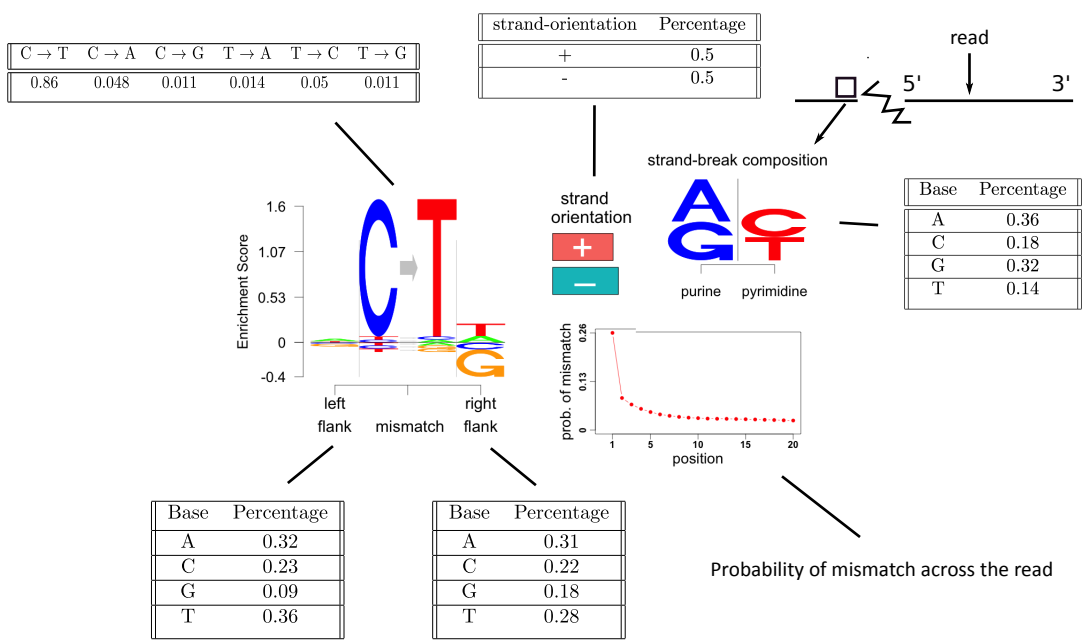 strand-orientation Percentage
+ 0.5
- 0.5
C → T C → A C → G T → A T → C T → G
0.86 0.048 0.011 0.014 0.05 0.011
read
5' 3'
strand-break composition
A C
G T
purine pyrimidine
Base Percentage
A 0.36
C 0.18
G 0.32
T 0.14
strand
orientation
+
−
Enrichment Score
1.6
1.07
0.53
0
-0.4
C T
T
A
C
G
left
flank
mismatch
right
flank
prob. of mismatch
0.26
0.13
0
1 5 10 15 20
position
Base Percentage
A 0.32
C 0.23
G 0.09
T 0.36
Base Percentage
A 0.31
C 0.22
G 0.18
T 0.28
Probability of mismatch across the read